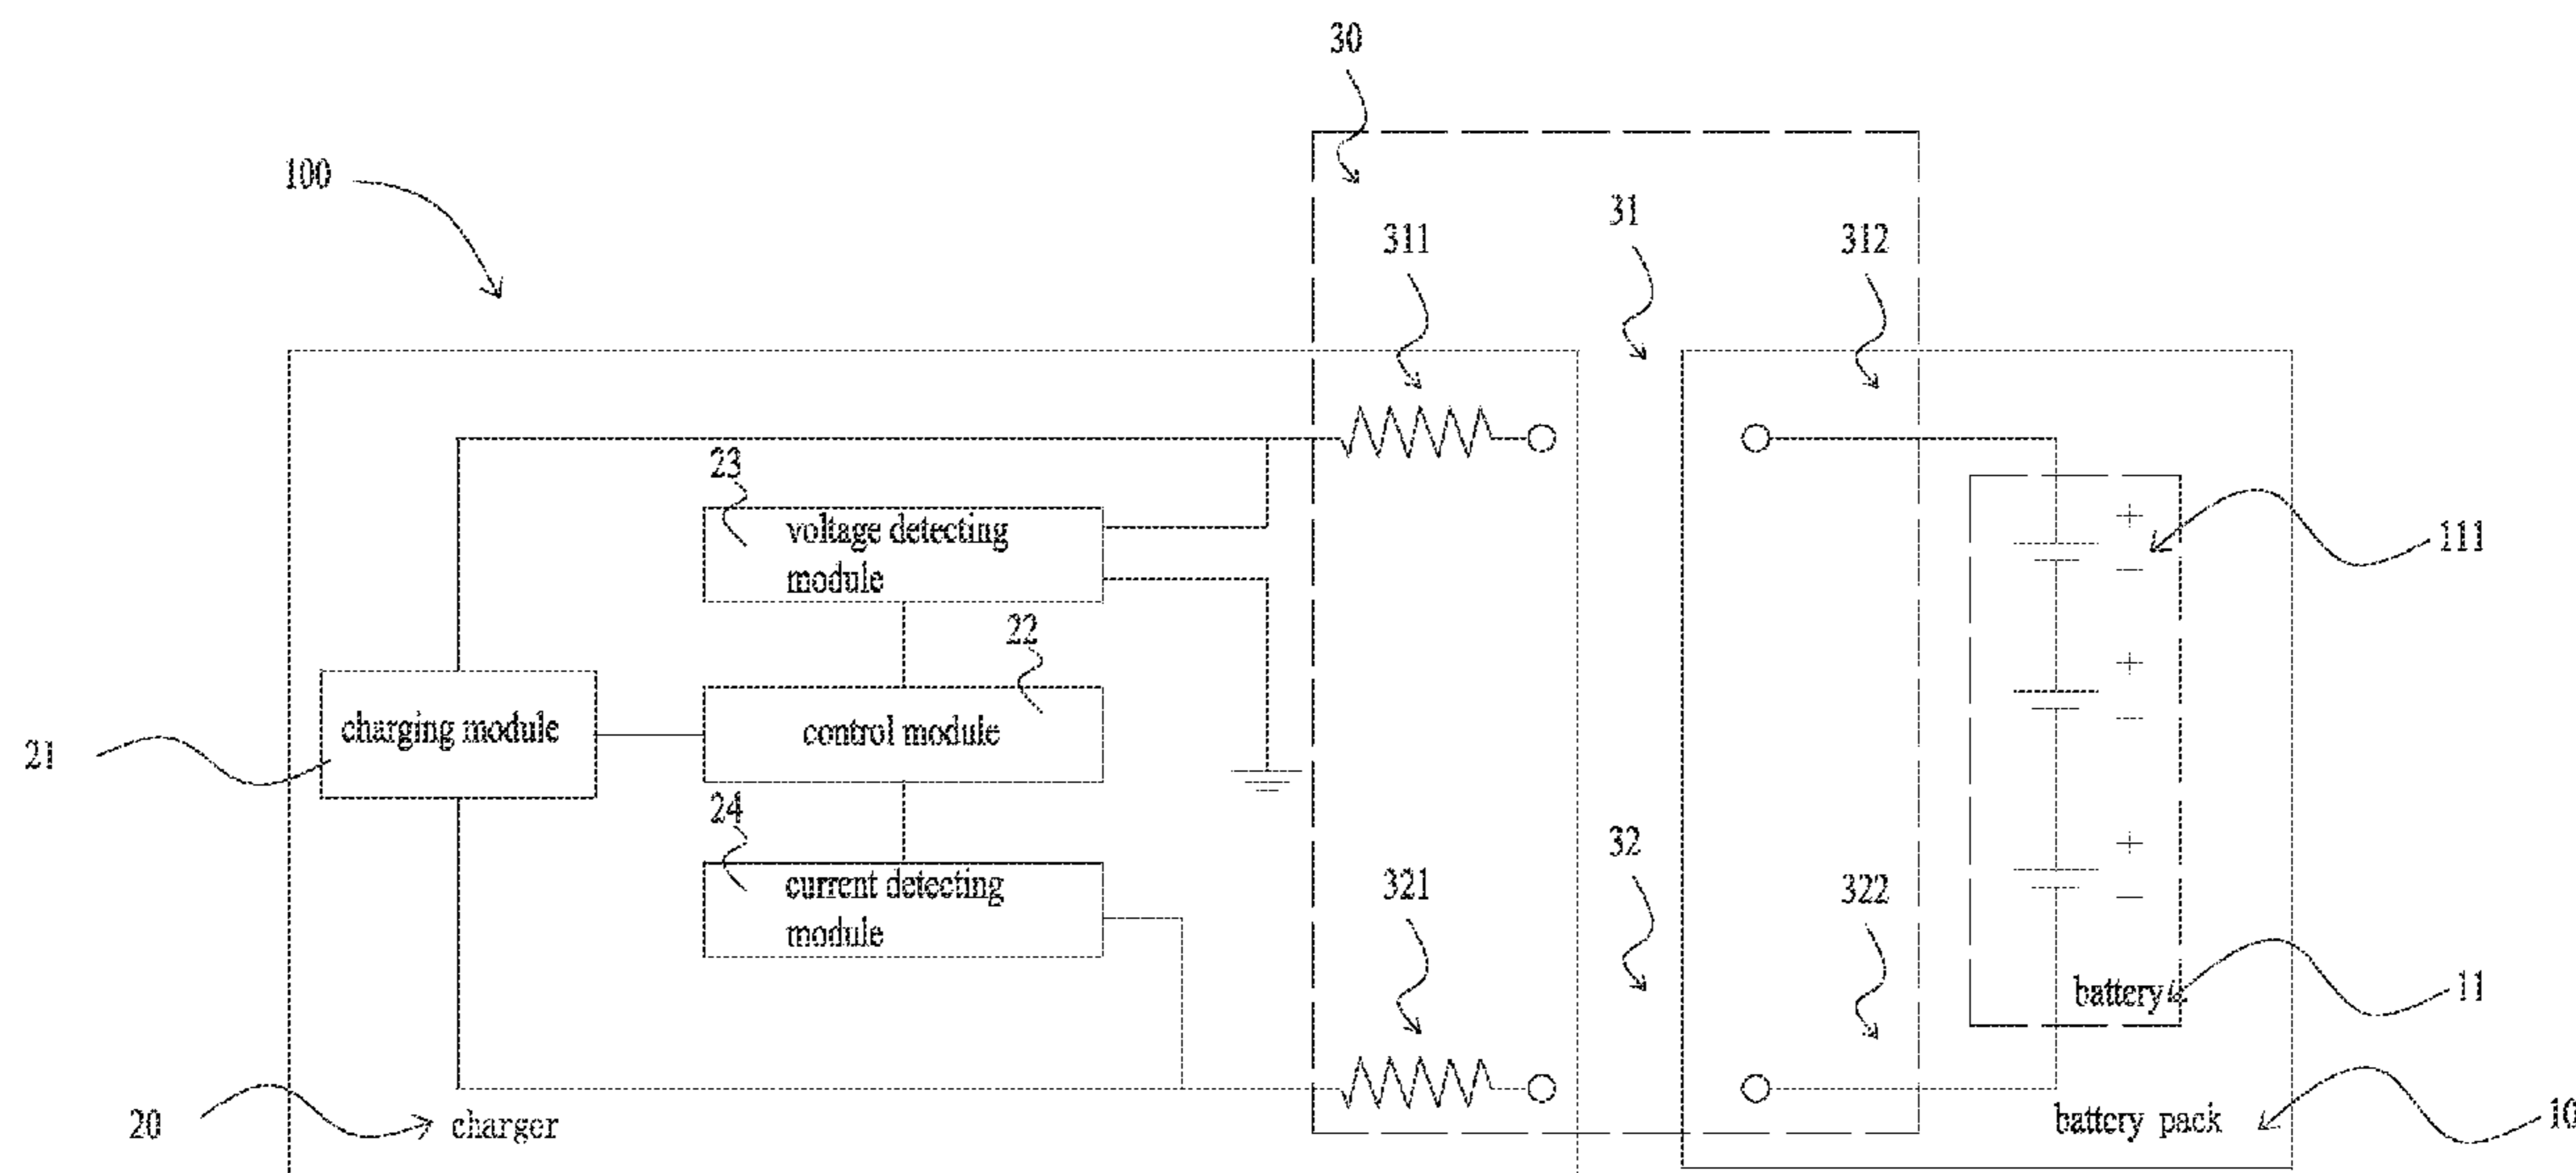 30
100
31
311
312
23
voltage detecting
module
111
22
charging module
control module
21
24
32
current detecting
module
321
322
battery
11
20
charger
battery pack
10